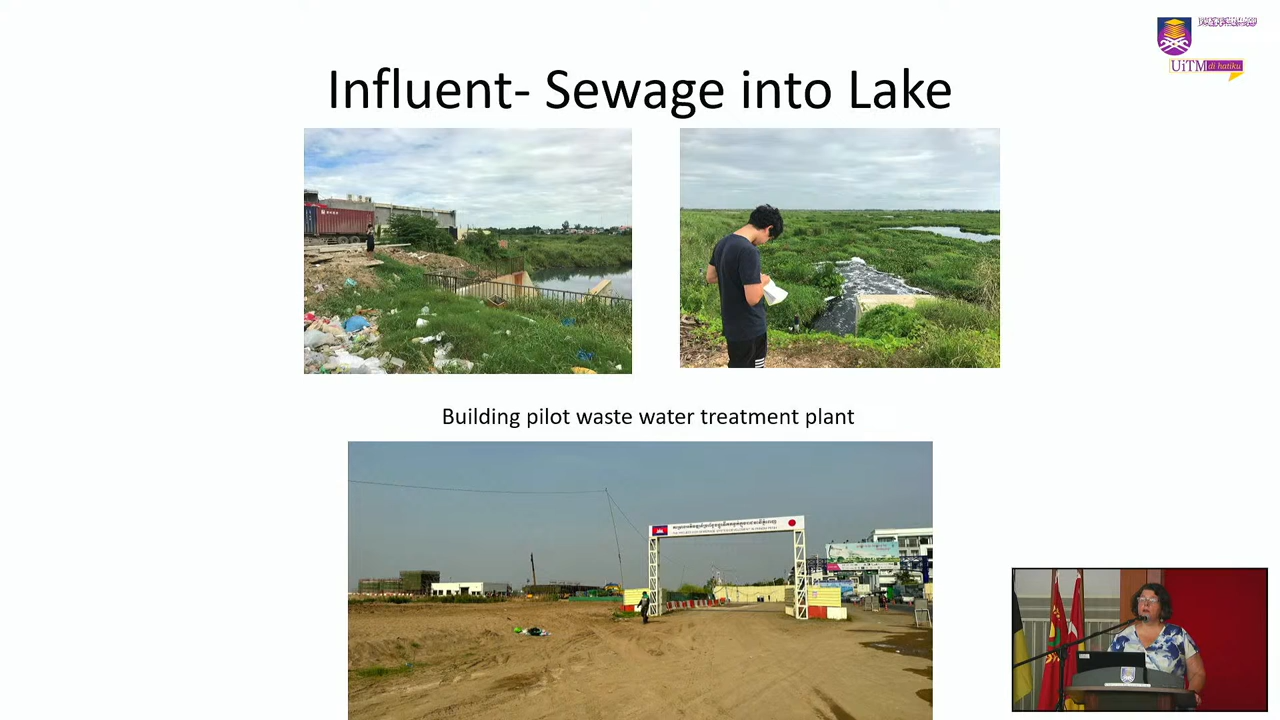 UiTM di hatiku
Influent- Sewage into Lake
Building pilot waste water treatment plant